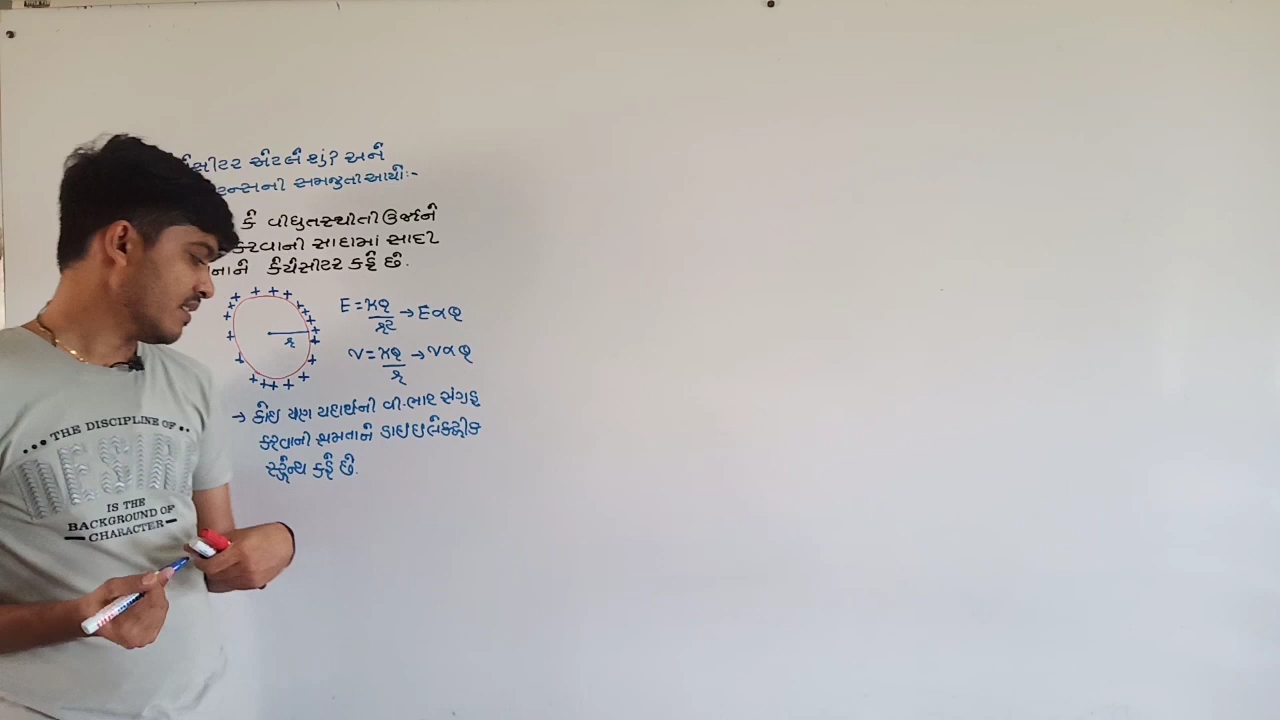 સીટર એટલે શું? અને
ન્સની સમજુતી આપો:-
કે વીધુતસ્થીતી ઉર્જાને
કરવાની સાદામાં સાદી
નાને કેપેસીટર કહે છે.
E = KQ/r² → E α Q
r
V = KQ/r → V α Q
→ કોઇ પણ પદાર્થની વી.ભાર સંગ્રહ
કરવાની ક્ષમતાને ડાઇઇલેકટ્રીક
સ્ટ્રેન્થ કહે છે.
THE DISCIPLINE OF
IS THE
BACKGROUND OF
CHARACTER